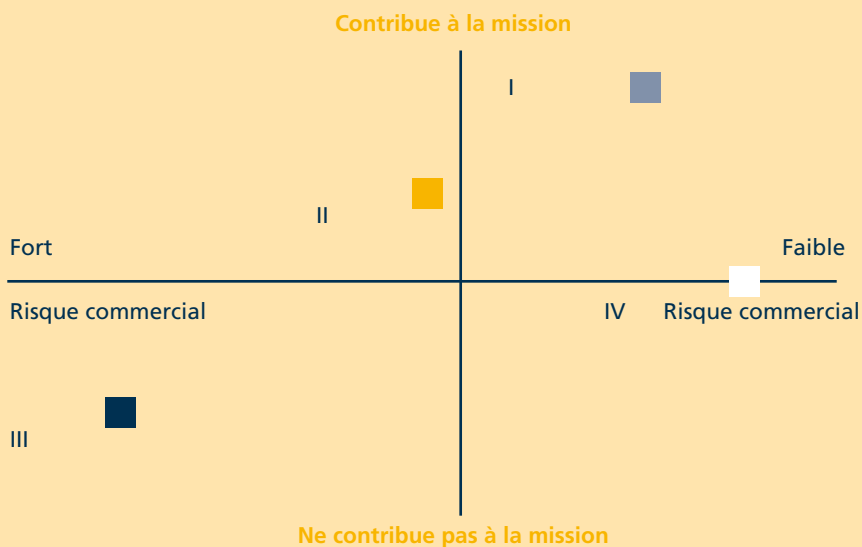 Contribue à la mission
I
II
Fort
Faible
Risque commercial
IV
Risque commercial
III
Ne contribue pas à la mission